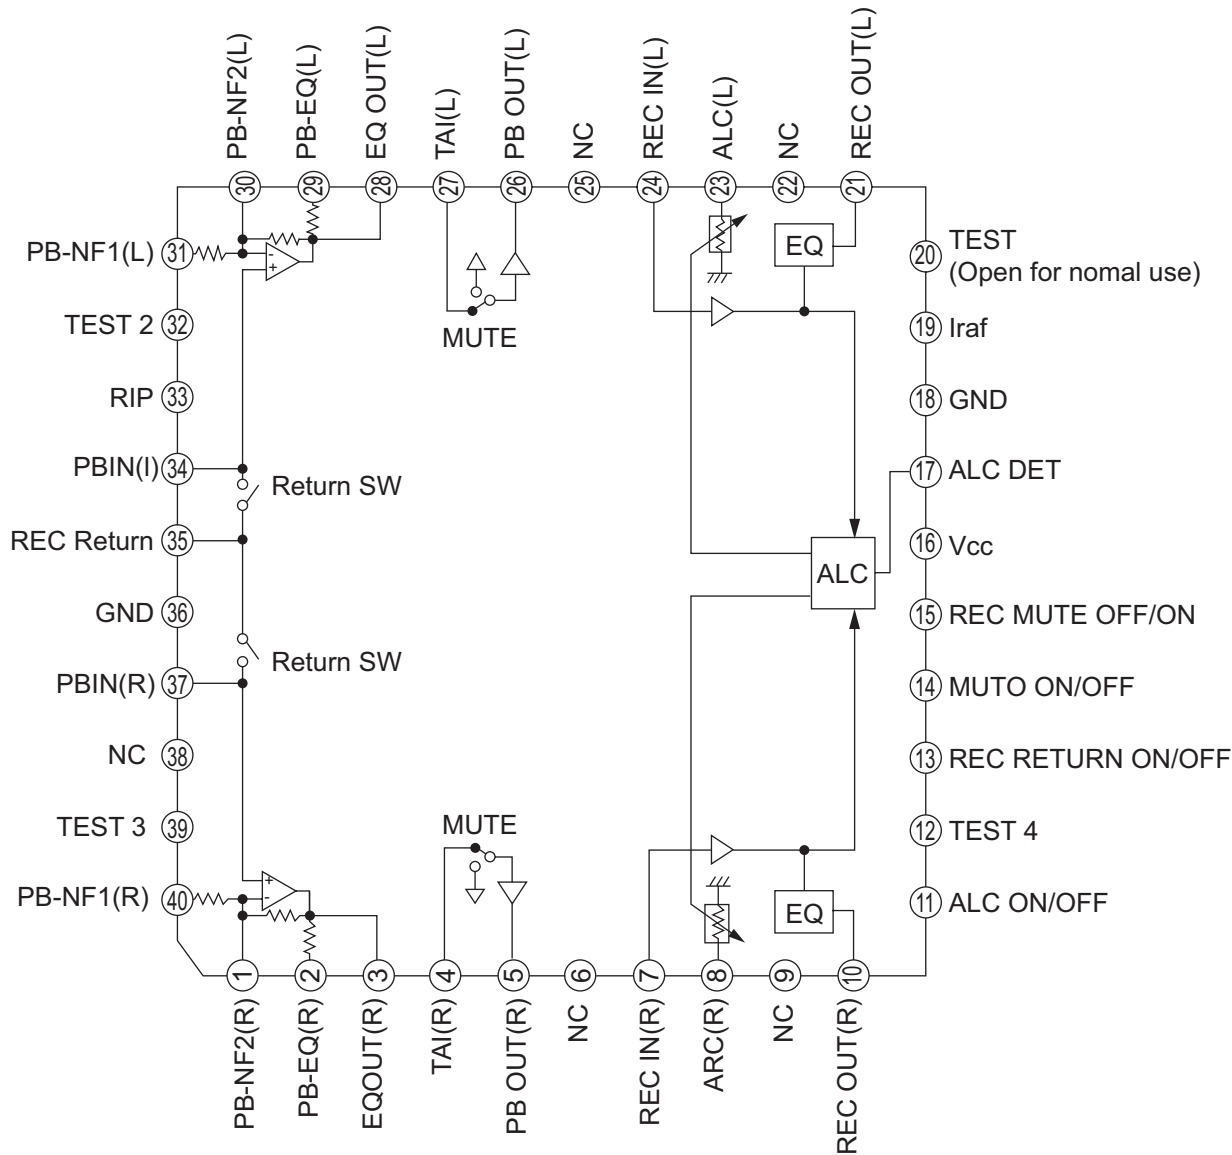 PB-NF2(L)
PB-EQ(L)
EQ OUT(L)
TAI(L)
PB OUT(L)
NC
REC IN(L)
ALC(L)
NC
REC OUT(L)
30
29
28
27
26
25
24
23
22
21
PB-NF1(L)
31
TEST 2
32
RIP
33
PBIN(I)
34
REC Return
35
GND
36
PBIN(R)
37
NC
38
TEST 3
39
PB-NF1(R)
40
-
+
MUTE
EQ
Return SW
Return SW
ALC
MUTE
+
-
EQ
20
TEST
(Open for nomal use)
19
Iraf
18
GND
17
ALC DET
16
Vcc
15
REC MUTE OFF/ON
14
MUTO ON/OFF
13
REC RETURN ON/OFF
12
TEST 4
11
ALC ON/OFF
1
2
3
4
5
6
7
8
9
10
PB-NF2(R)
PB-EQ(R)
EQOUT(R)
TAI(R)
PB OUT(R)
NC
REC IN(R)
ARC(R)
NC
REC OUT(R)